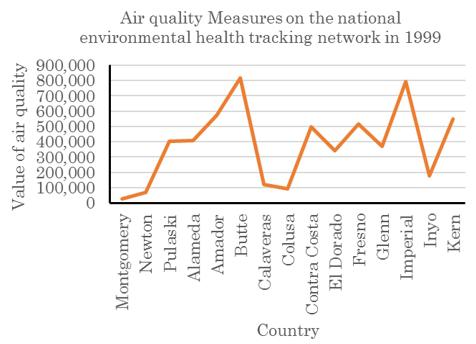 Air quality Measures on the national
environmental health tracking network in 1999
Value of air quality
900,000
800,000
700,000
600,000
500,000
400,000
300,000
200,000
100,000
0
Montgomery
Newton
Pulaski
Alameda
Amador
Butte
Calaveras
Colusa
Contra Costa
El Dorado
Fresno
Glenn
Imperial
Inyo
Kern
Country